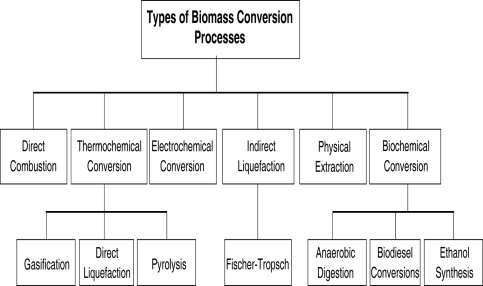 Types of Biomass Conversion
Processes
Direct
Combustion
Thermochemical
Conversion
Electrochemical
Conversion
Indirect
Liquefaction
Physical
Extraction
Biochemical
Conversion
Gasification
Direct
Liquefaction
Pyrolysis
Fischer-Tropsch
Anaerobic
Digestion
Biodiesel
Conversions
Ethanol
Synthesis